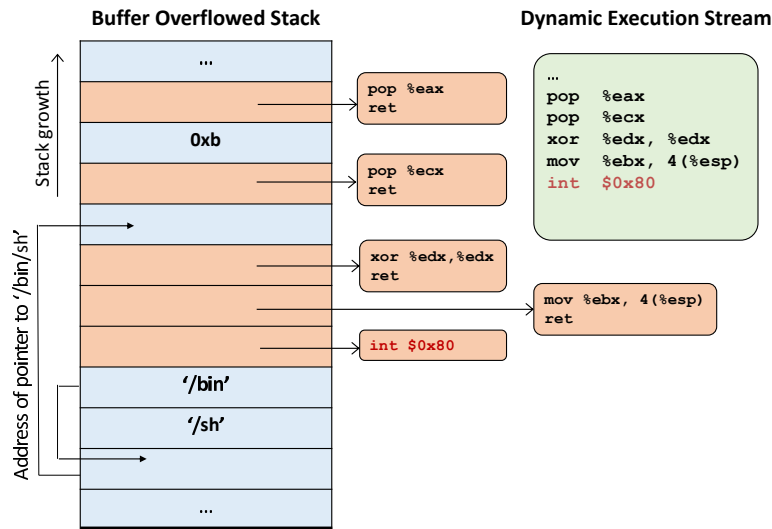 Buffer Overflowed Stack
Dynamic Execution Stream
Stack growth
Address of pointer to ‘/bin/sh’
...
0xb
‘/bin’
‘/sh’
...
pop %eax
ret
pop %ecx
ret
xor %edx,%edx
ret
mov %ebx, 4(%esp)
ret
int $0x80
…
pop %eax
pop %ecx
xor %edx, %edx
mov %ebx, 4(%esp)
int $0x80